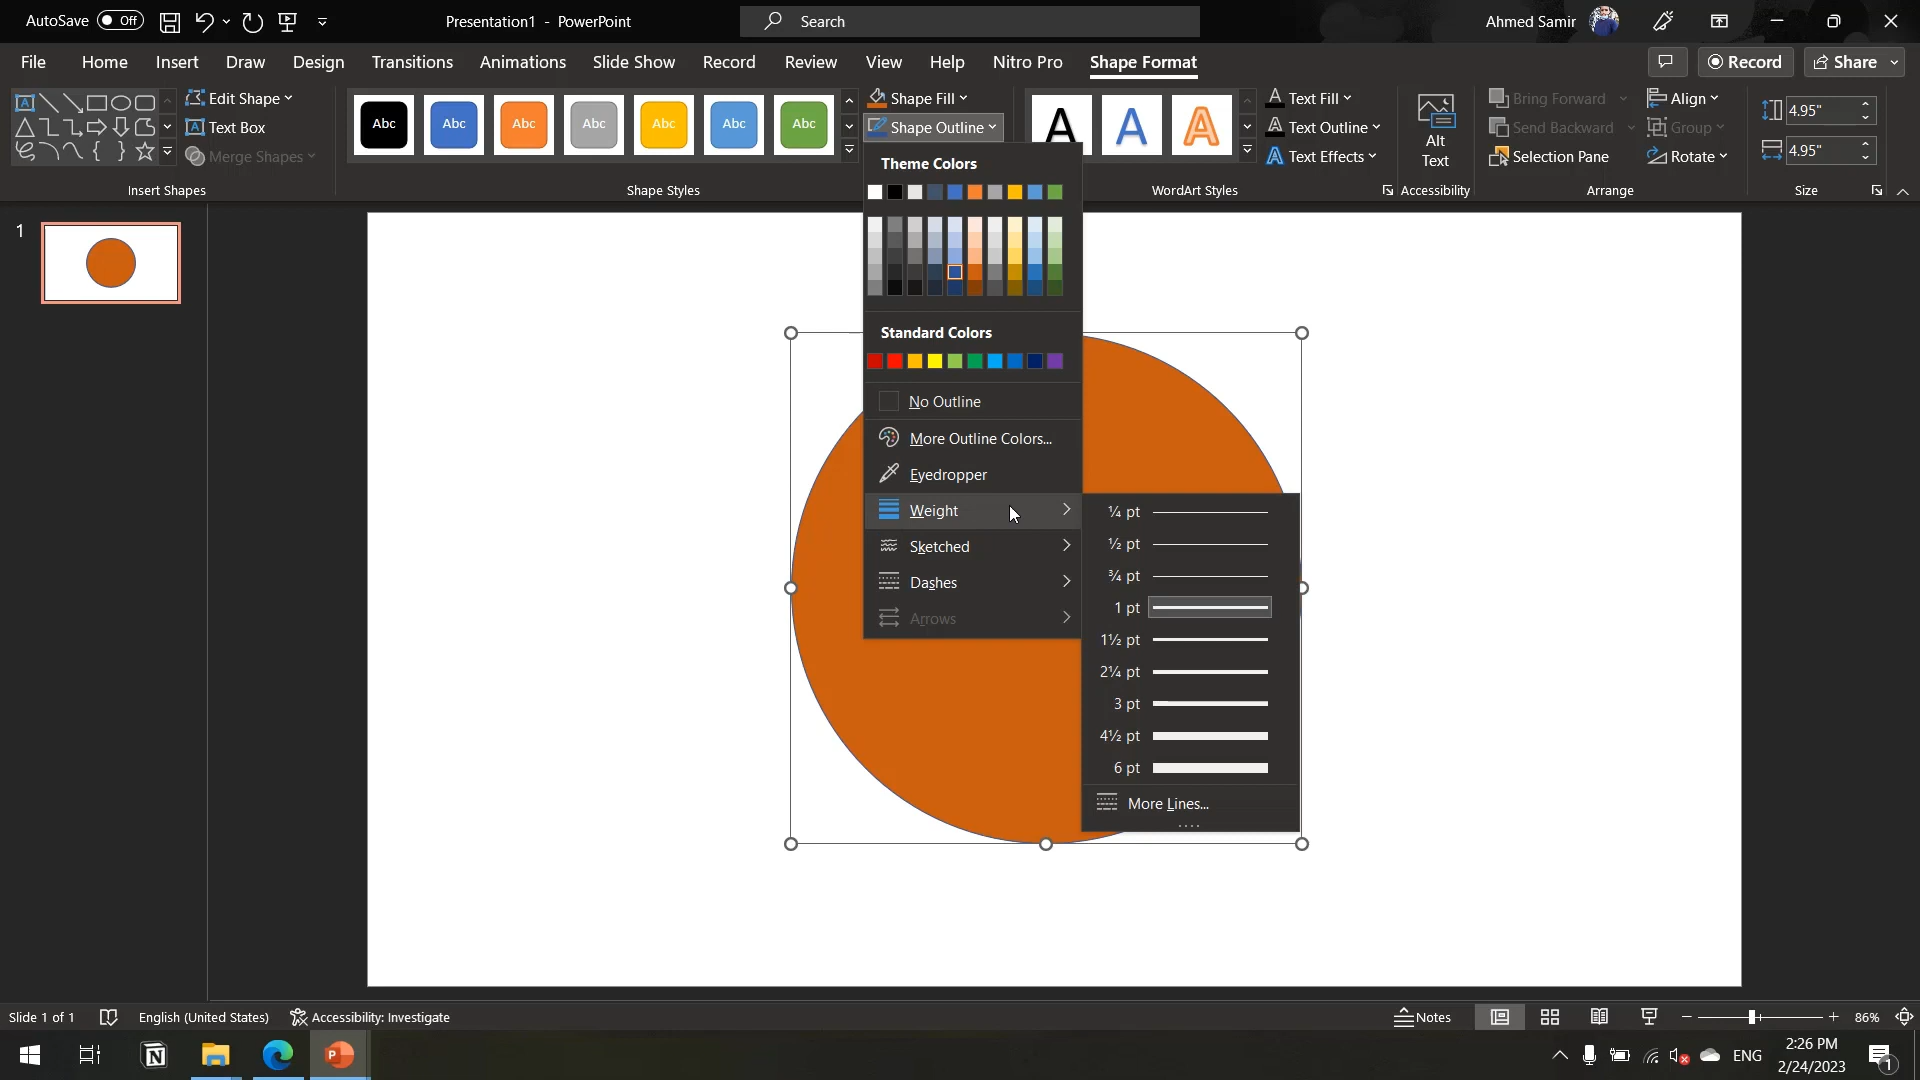 AutoSave Off
Presentation1 - PowerPoint
Search
Ahmed Samir
File Home Insert Draw Design Transitions Animations Slide Show Record Review View Help Nitro Pro Shape Format
Record
Share
Edit Shape
Text Box
Merge Shapes
Insert Shapes
Abc Abc Abc Abc Abc Abc Abc
Shape Styles
Shape Fill
Shape Outline
A A A
WordArt Styles
Text Fill
Text Outline
Text Effects
Alt
Text
Accessibility
Bring Forward
Send Backward
Selection Pane
Align
Group
Rotate
Arrange
4.95"
4.95"
Size
Theme Colors
Standard Colors
No Outline
More Outline Colors...
Eyedropper
Weight
Sketched
Dashes
Arrows
¼ pt
½ pt
¾ pt
1 pt
1½ pt
2¼ pt
3 pt
4½ pt
6 pt
More Lines...
1
Slide 1 of 1
English (United States)
Accessibility: Investigate
Notes
86%
ENG
2:26 PM
2/24/2023
1